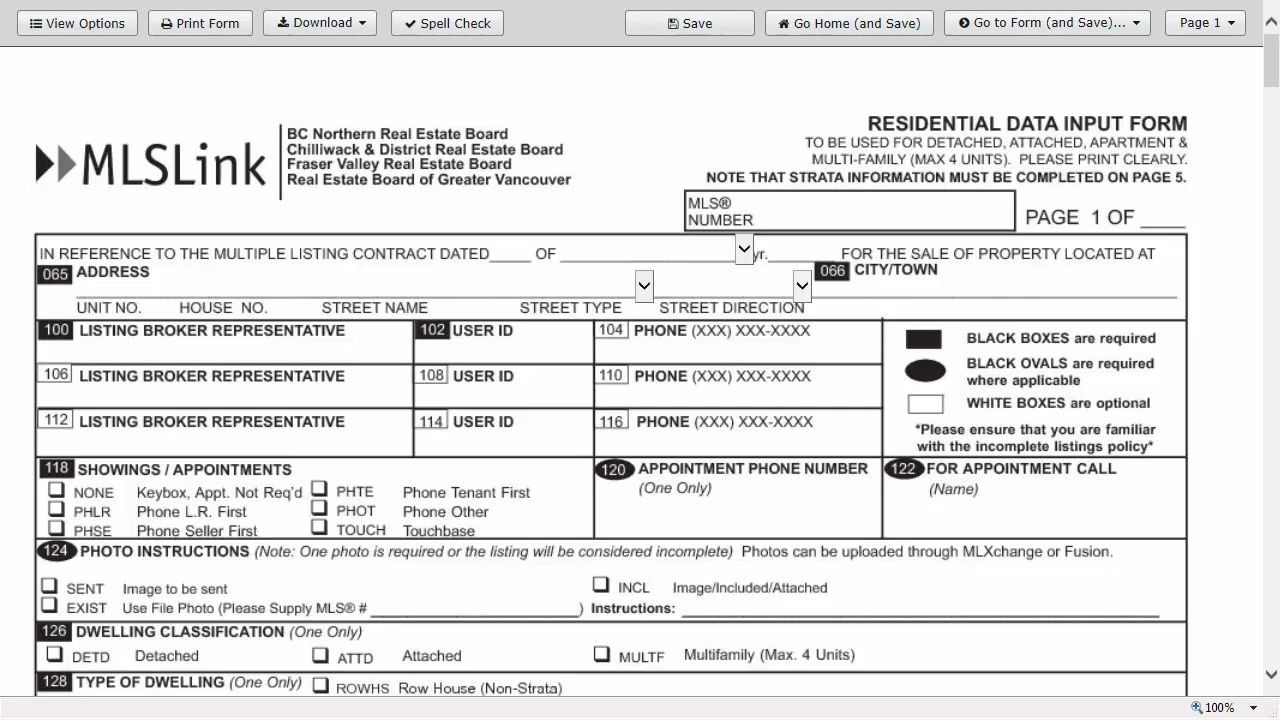 View Options Print Form Download Spell Check Save Go Home (and Save) Go to Form (and Save)... Page 1
MLSLink
BC Northern Real Estate Board
Chilliwack & District Real Estate Board
Fraser Valley Real Estate Board
Real Estate Board of Greater Vancouver
RESIDENTIAL DATA INPUT FORM
TO BE USED FOR DETACHED, ATTACHED, APARTMENT &
MULTI-FAMILY (MAX 4 UNITS). PLEASE PRINT CLEARLY.
NOTE THAT STRATA INFORMATION MUST BE COMPLETED ON PAGE 5.
MLS®
NUMBER
PAGE 1 OF ____
IN REFERENCE TO THE MULTIPLE LISTING CONTRACT DATED_____ OF ____________________ yr.________ FOR THE SALE OF PROPERTY LOCATED AT
065 ADDRESS 066 CITY/TOWN
UNIT NO. HOUSE NO. STREET NAME STREET TYPE STREET DIRECTION
100 LISTING BROKER REPRESENTATIVE 102 USER ID 104 PHONE (XXX) XXX-XXXX
106 LISTING BROKER REPRESENTATIVE 108 USER ID 110 PHONE (XXX) XXX-XXXX
112 LISTING BROKER REPRESENTATIVE 114 USER ID 116 PHONE (XXX) XXX-XXXX
BLACK BOXES are required
BLACK OVALS are required
where applicable
WHITE BOXES are optional
*Please ensure that you are familiar
with the incomplete listings policy*
118 SHOWINGS / APPOINTMENTS
NONE Keybox, Appt. Not Req'd PHTE Phone Tenant First
PHLR Phone L.R. First PHOT Phone Other
PHSE Phone Seller First TOUCH Touchbase
120 APPOINTMENT PHONE NUMBER
(One Only)
122 FOR APPOINTMENT CALL
(Name)
124 PHOTO INSTRUCTIONS (Note: One photo is required or the listing will be considered incomplete) Photos can be uploaded through MLXchange or Fusion.
SENT Image to be sent INCL Image/Included/Attached
EXIST Use File Photo (Please Supply MLS® # ____________________) Instructions: ____________________
126 DWELLING CLASSIFICATION (One Only)
DETD Detached ATTD Attached MULTF Multifamily (Max. 4 Units)
128 TYPE OF DWELLING (One Only) ROWHS Row House (Non-Strata)
100%